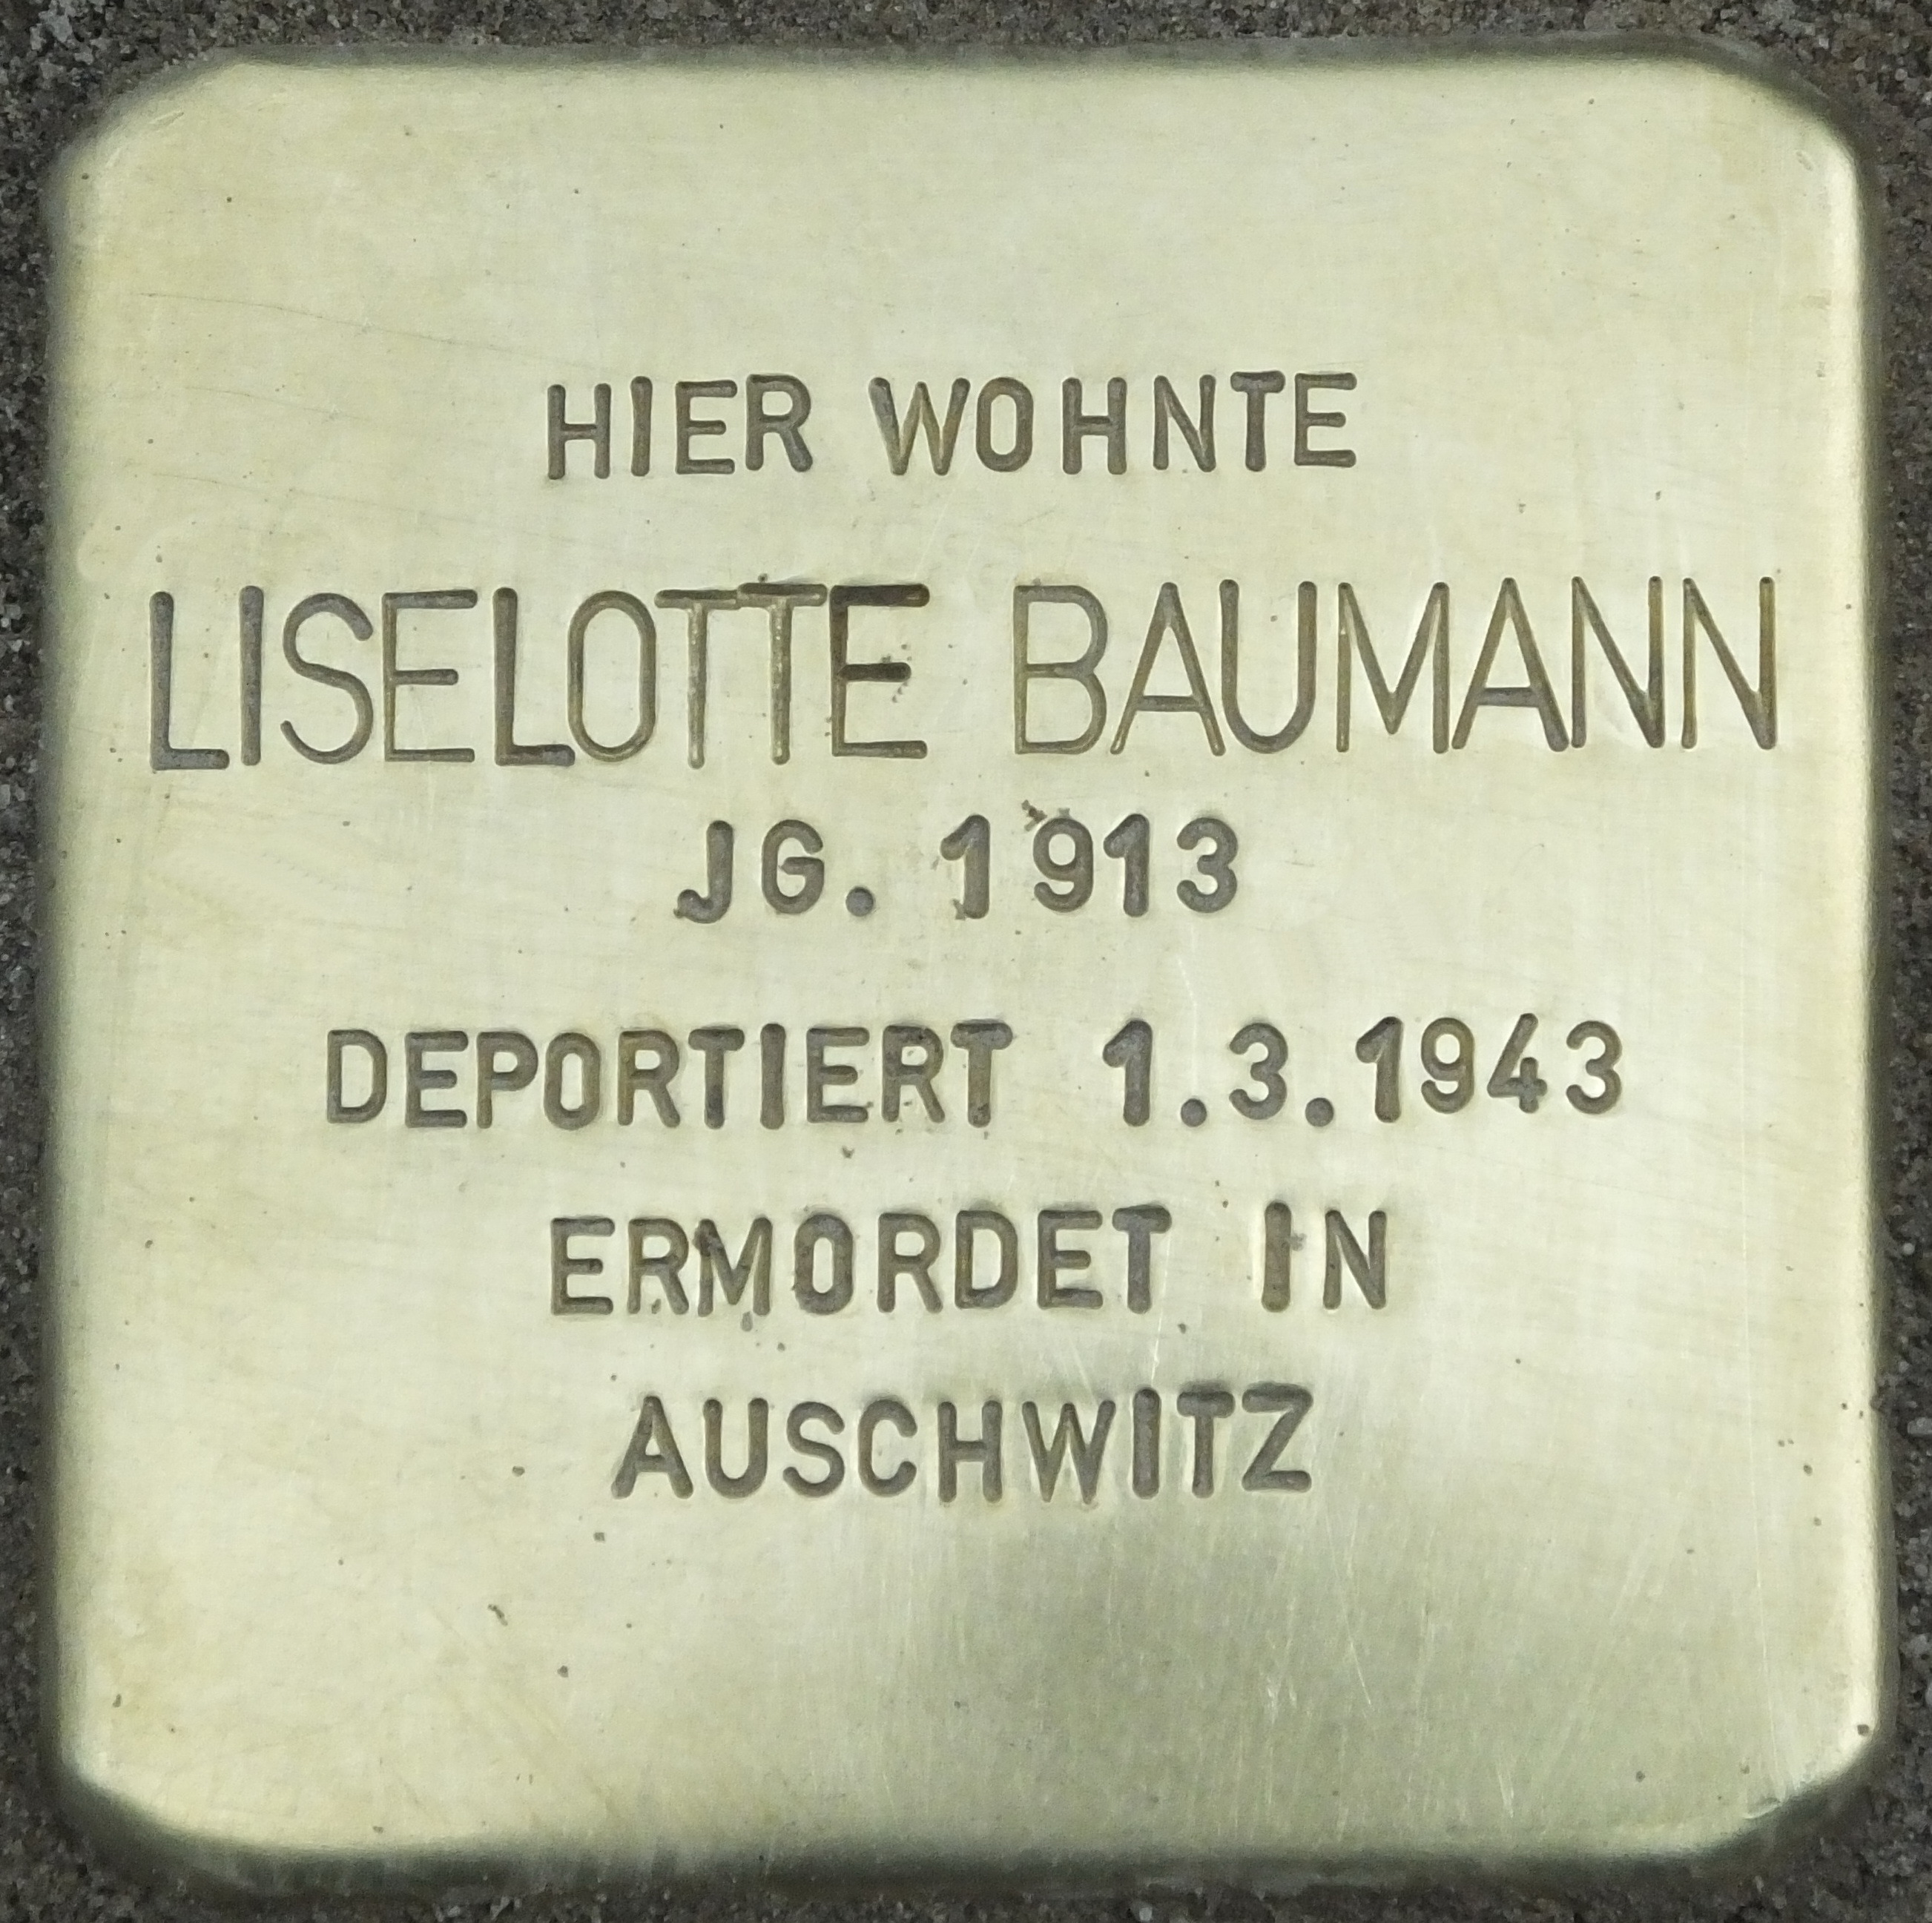 HIER WOHNTE
LISELOTTE BAUMANN
JG. 1913
DEPORTIERT 1.3.1943
ERMORDET IN
AUSCHWITZ